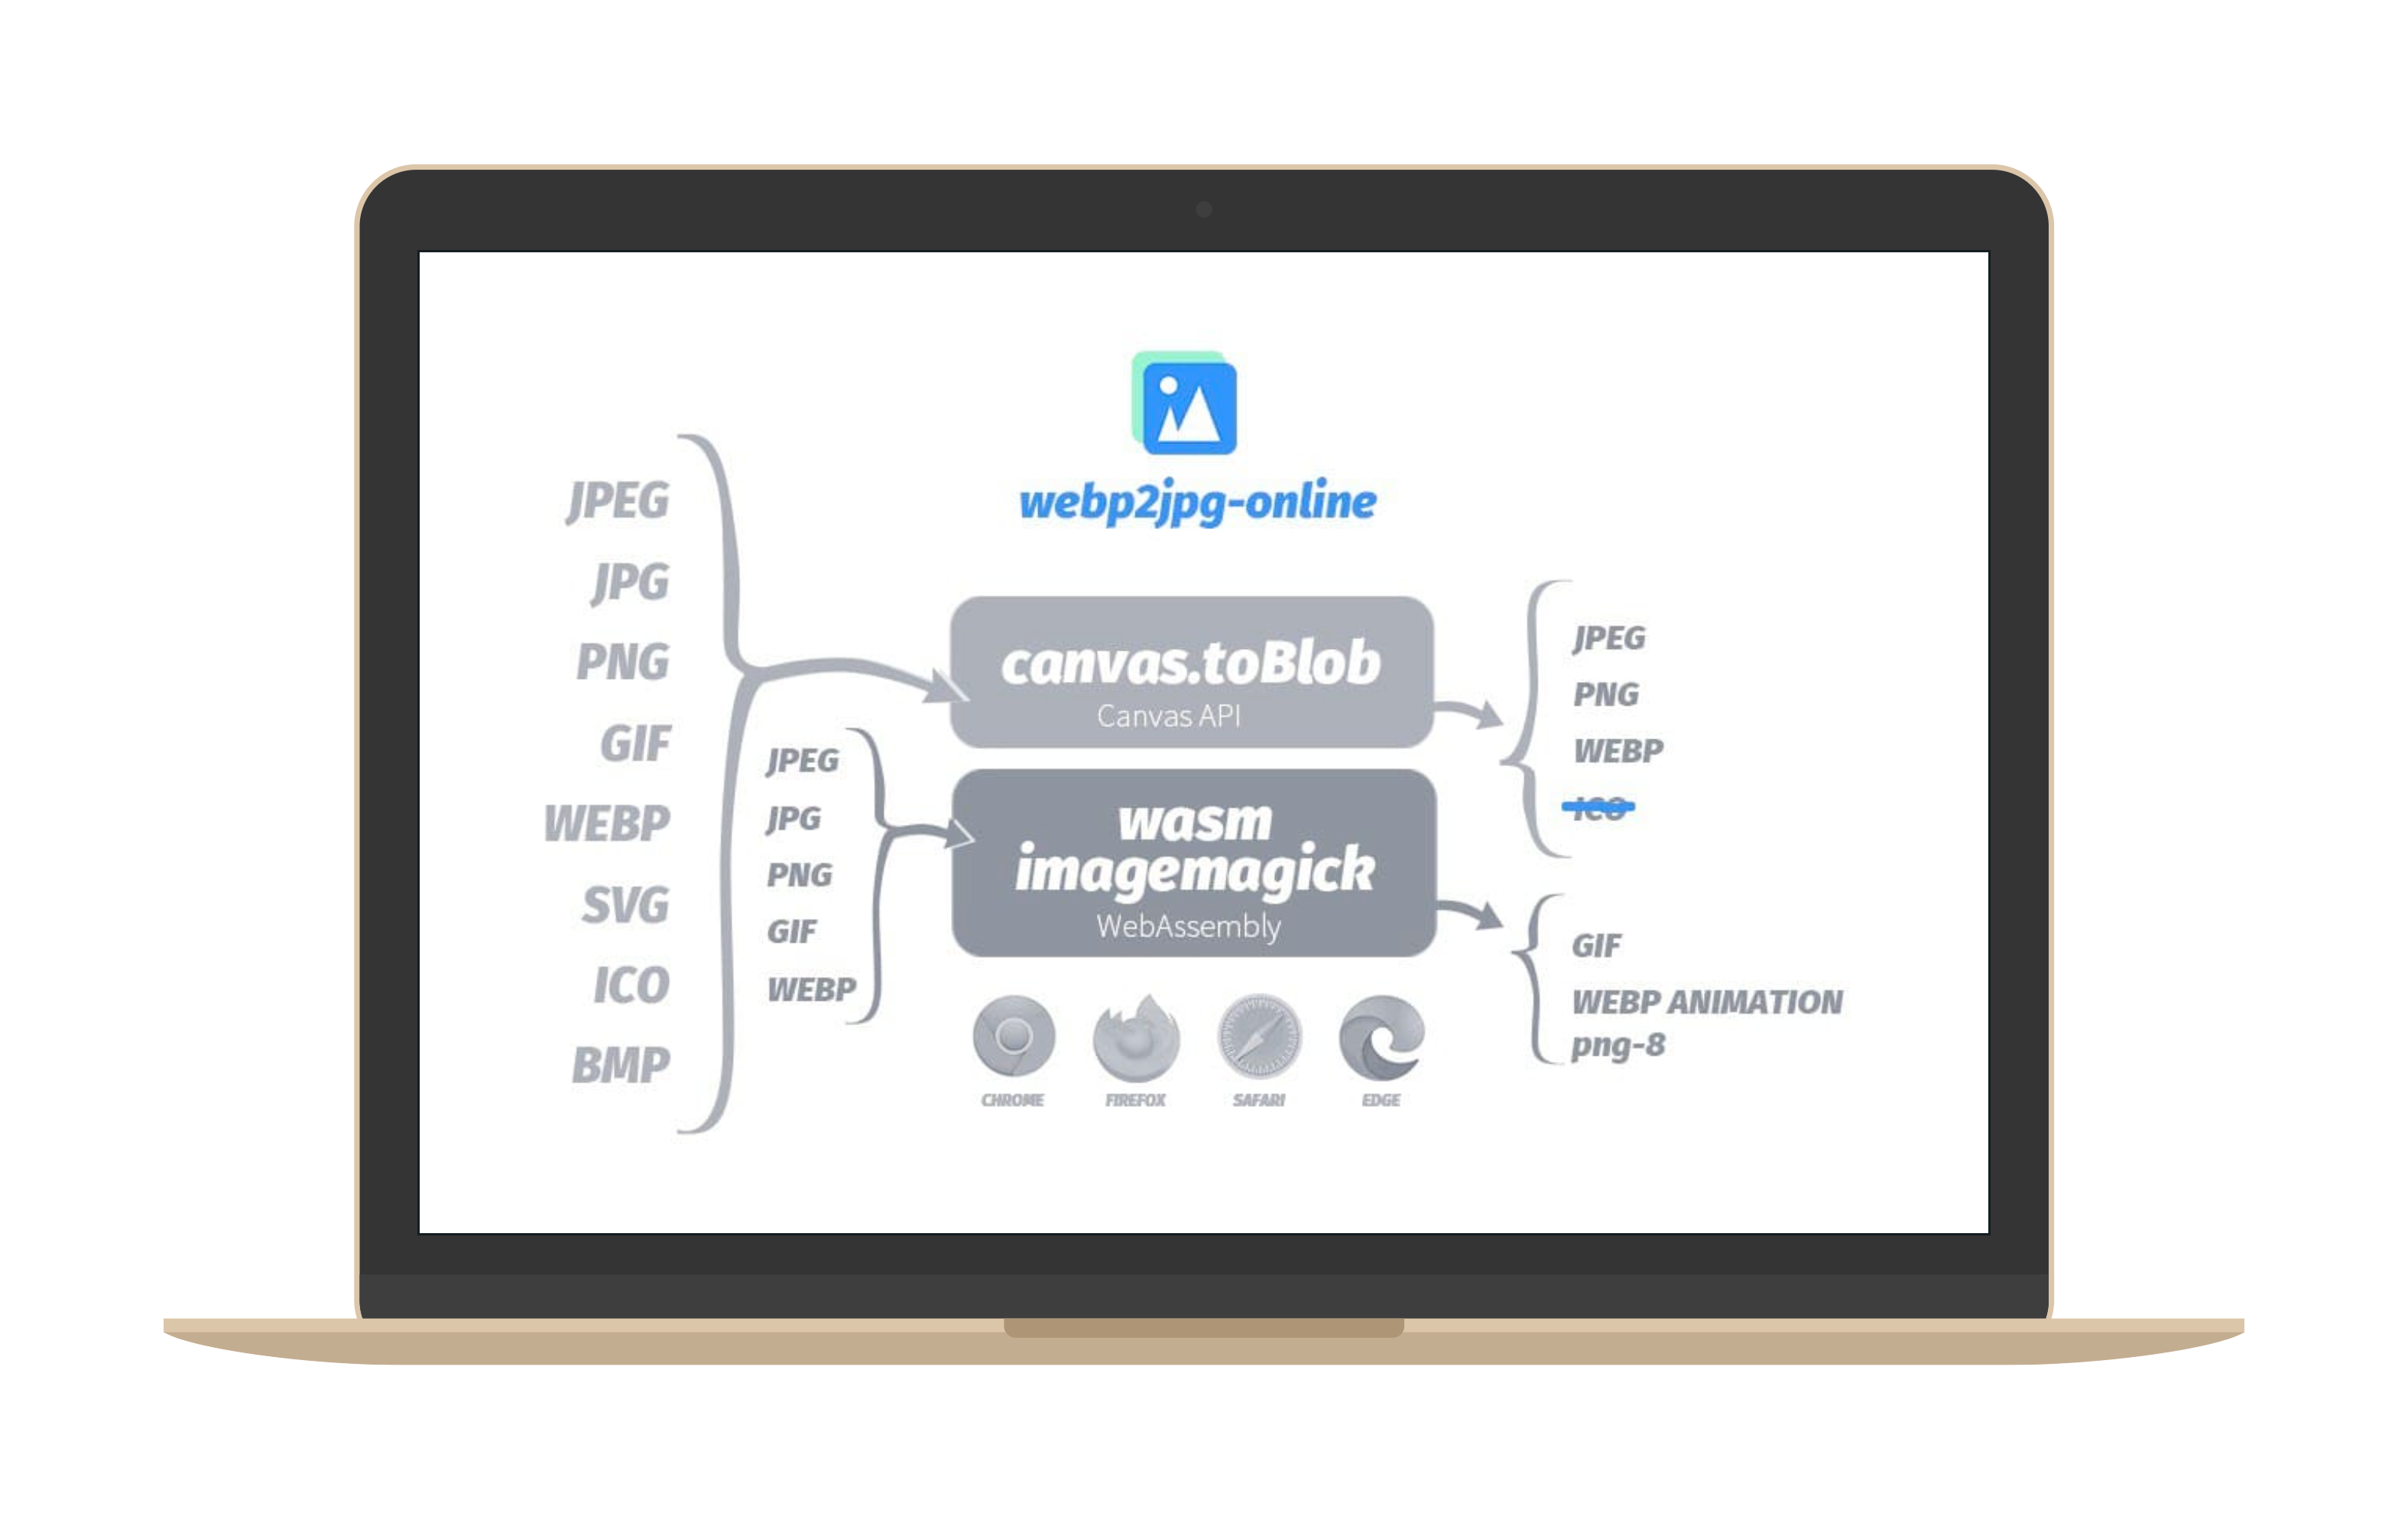 webp2jpg-online
JPEG
JPG
PNG
GIF
WEBP
SVG
ICO
BMP
JPEG
JPG
PNG
GIF
WEBP
canvas.toBlob
Canvas API
wasm
imagemagick
WebAssembly
CHROME
FIREFOX
SAFARI
EDGE
JPEG
PNG
WEBP
ICO
GIF
WEBP ANIMATION
png-8